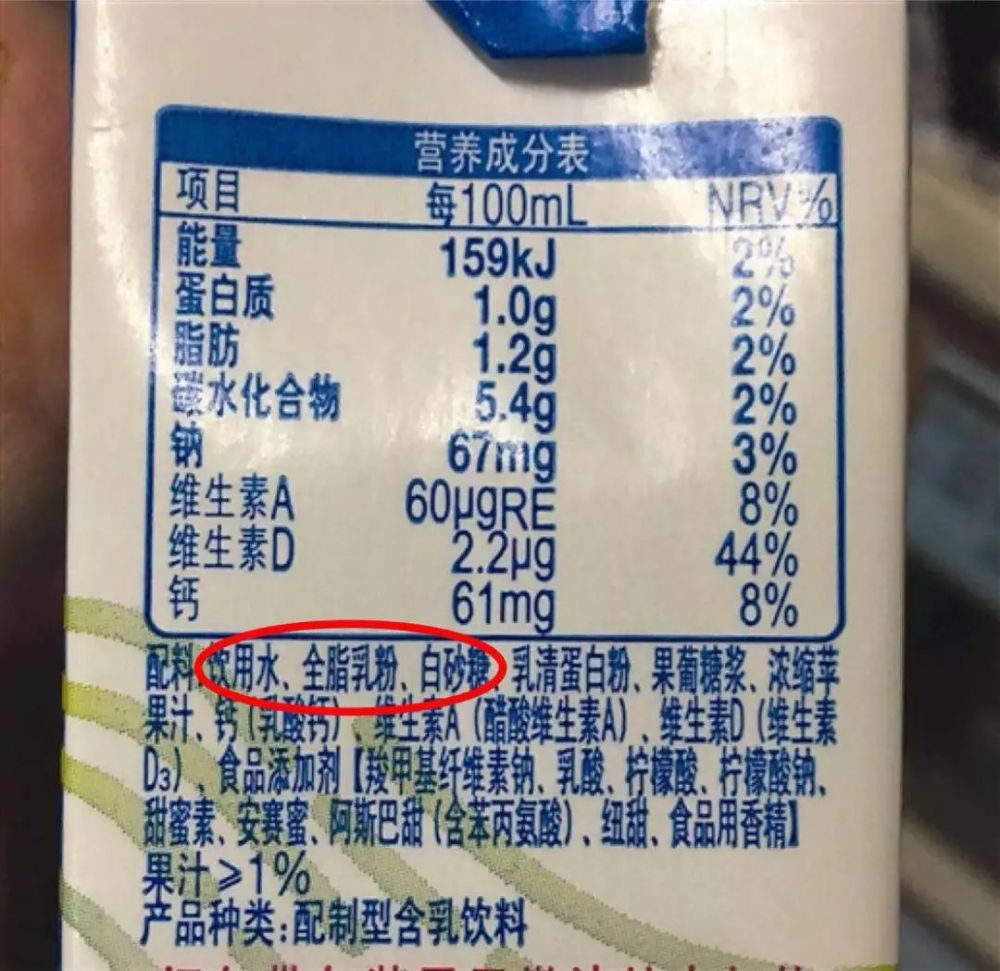 营养成分表
项目 每100mL NRV%
能量 159kJ 2%
蛋白质 1.0g 2%
脂肪 1.2g 2%
碳水化合物 5.4g 2%
钠 67mg 3%
维生素A 60μgRE 8%
维生素D 2.2μg 44%
钙 61mg 8%
配料:饮用水、全脂乳粉、白砂糖、乳清蛋白粉、果葡糖浆、浓缩苹
果汁、钙(乳酸钙)、维生素A(醋酸维生素A)、维生素D(维生素
D₃)、食品添加剂【羧甲基纤维素钠、乳酸、柠檬酸、柠檬酸钠、
甜蜜素、安赛蜜、阿斯巴甜(含苯丙氨酸)、纽甜、食品用香精】
果汁≥1%
产品种类:配制型含乳饮料